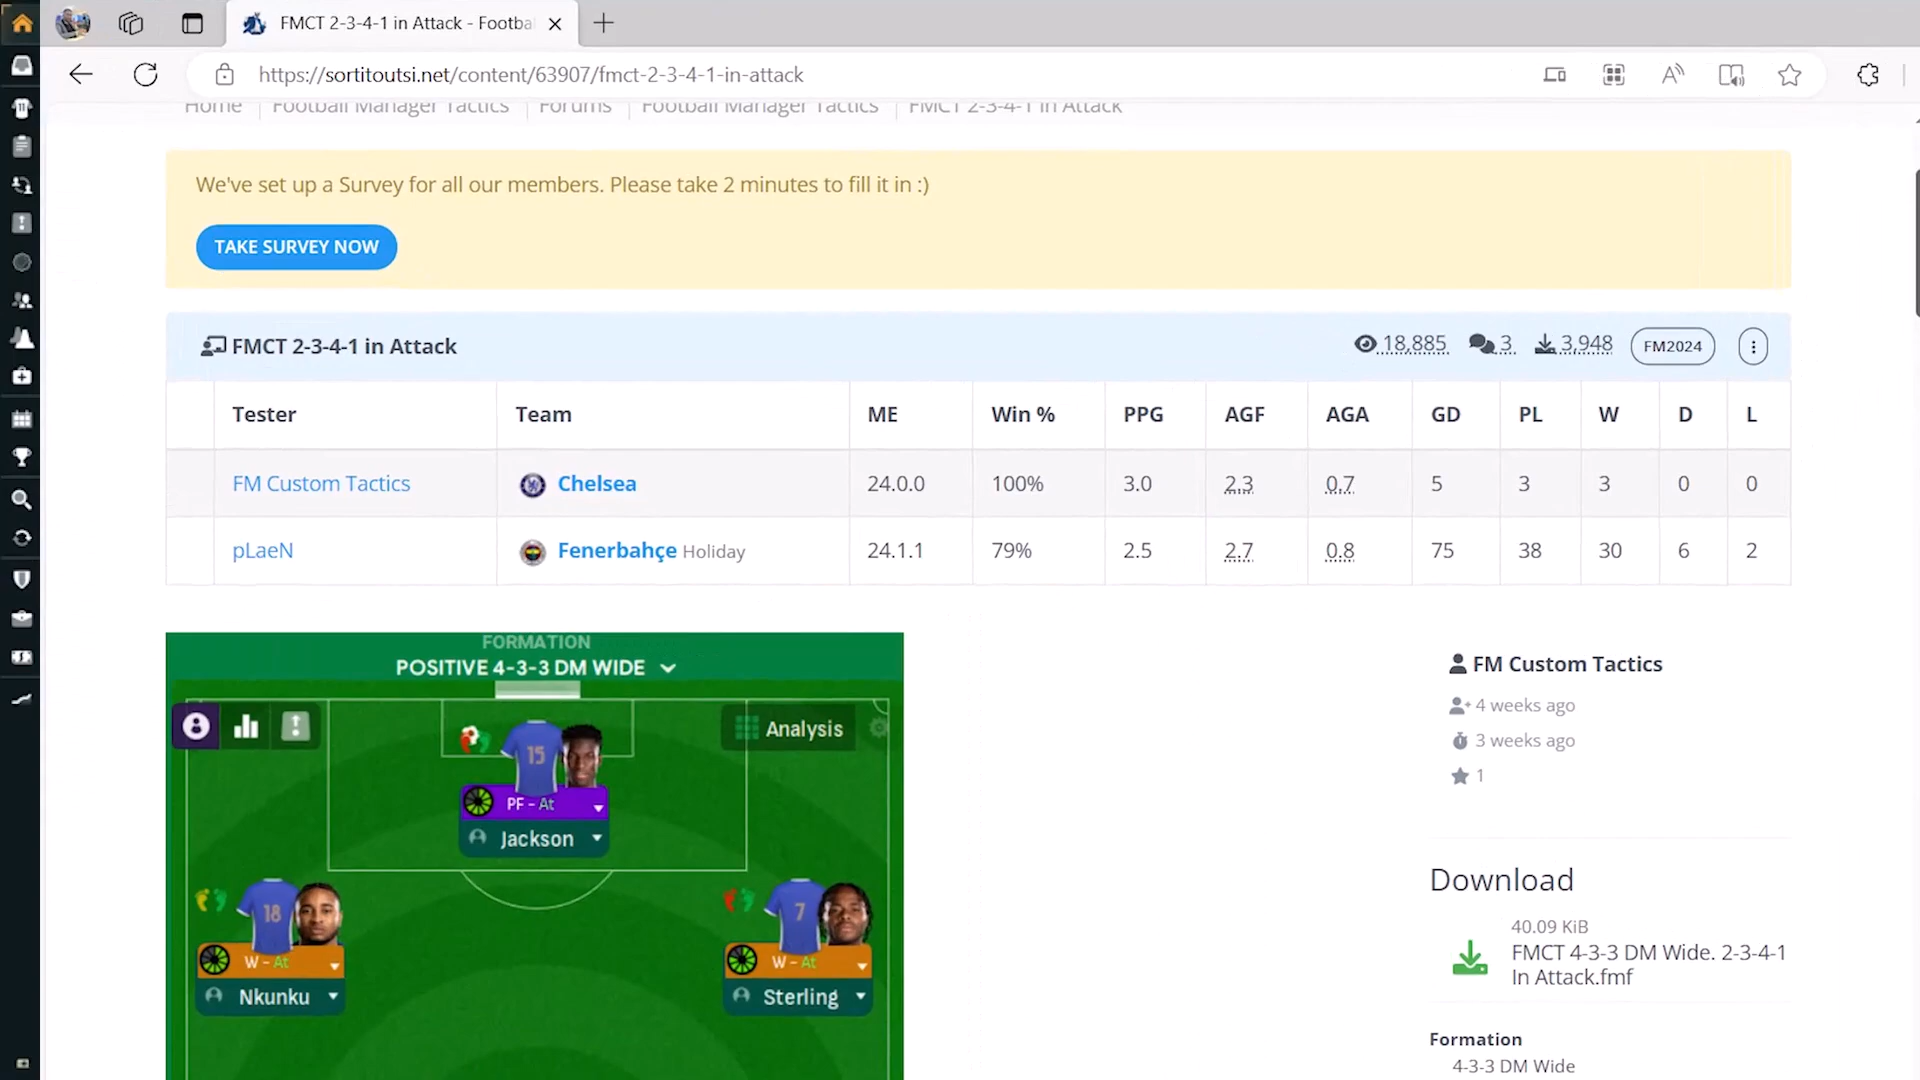 FMCT 2-3-4-1 in Attack - Footba
https://sortitoutsi.net/content/63907/fmct-2-3-4-1-in-attack
Home Football Manager Tactics Forums Football Manager Tactics FMCT 2-3-4-1 in Attack
We've set up a Survey for all our members. Please take 2 minutes to fill it in :)
TAKE SURVEY NOW
FMCT 2-3-4-1 in Attack 18,885 3 3,948 FM2024
Tester Team ME Win % PPG AGF AGA GD PL W D L
FM Custom Tactics Chelsea 24.0.0 100% 3.0 2.3 0.7 5 3 3 0 0
pLaeN Fenerbahçe Holiday 24.1.1 79% 2.5 2.7 0.8 75 38 30 6 2
FORMATION
POSITIVE 4-3-3 DM WIDE
Analysis
15
PF - At
Jackson
18
W - At
Nkunku
7
W - At
Sterling
FM Custom Tactics
4 weeks ago
3 weeks ago
1
Download
40.09 KiB
FMCT 4-3-3 DM Wide. 2-3-4-1
In Attack.fmf
Formation
4-3-3 DM Wide